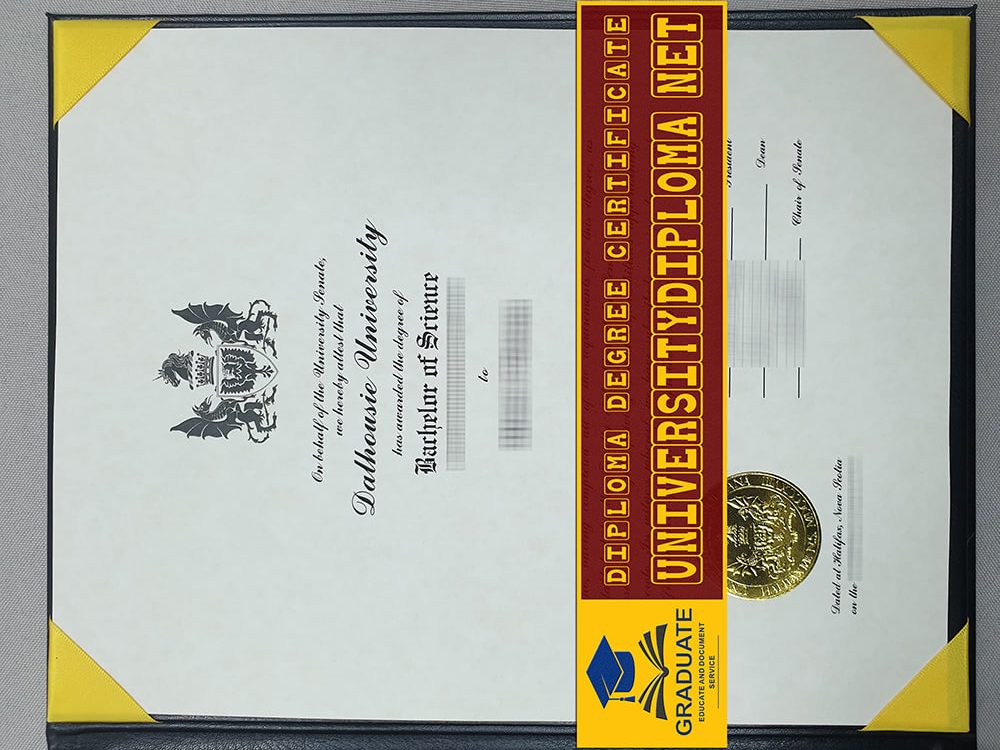 On behalf of the University Senate,
we hereby attest that
Dalhousie University
has awarded the degree of
Bachelor of Science
to
DIPLOMA DEGREE CERTIFICATE
UNIVERSITYDIPLOMA NET
GRADUATE
EDUCATE AND DOCUMENT
SERVICE
President
Dean
Chair of Senate
Dated at Halifax, Nova Scotia
on the